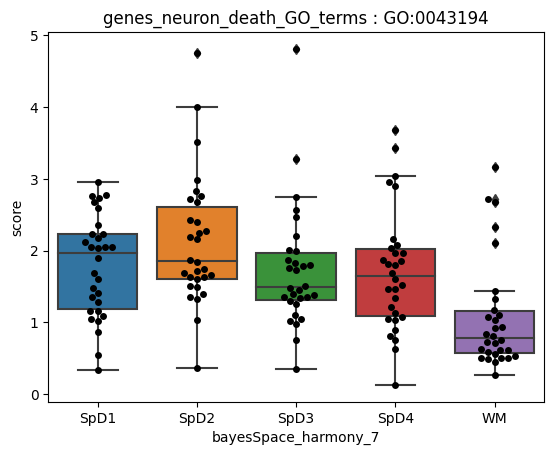 genes_neuron_death_GO_terms : GO:0043194
5
4
3
2
1
0
score
SpD1 SpD2 SpD3 SpD4 WM
bayesSpace_harmony_7